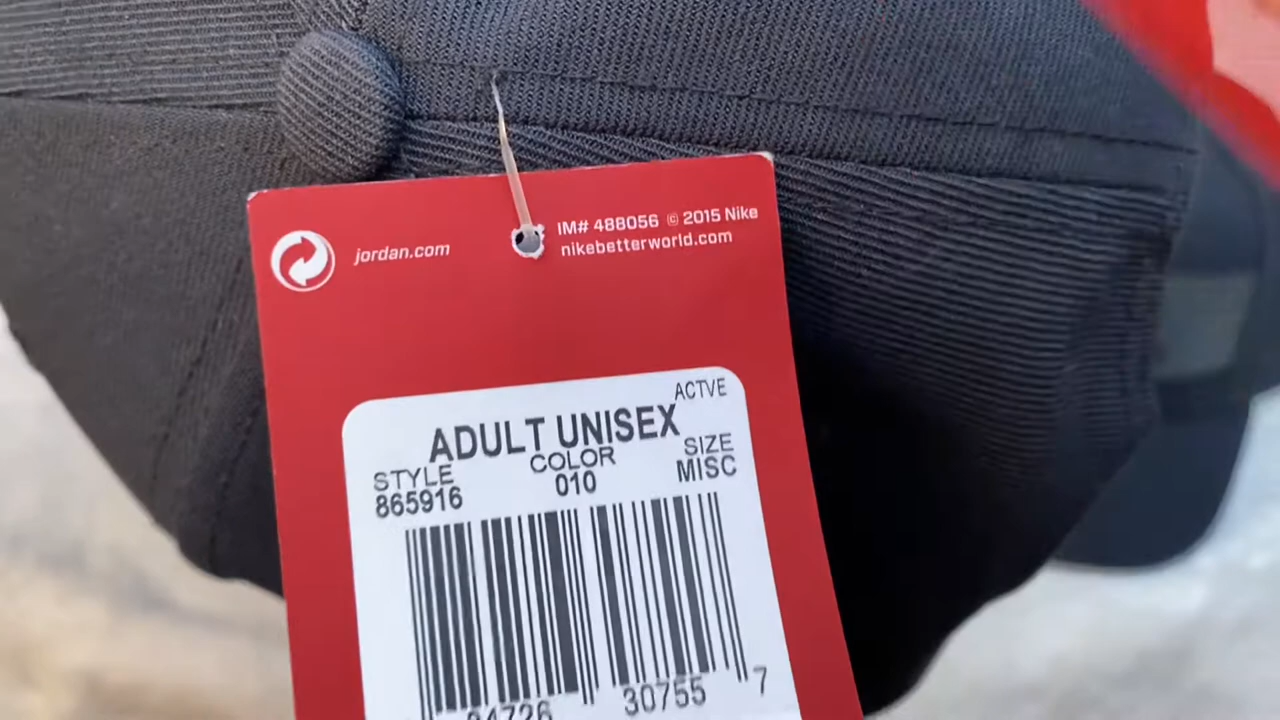 jordan.com
IM# 488056 © 2015 Nike
nikebetterworld.com
ACTVE
ADULT UNISEX
STYLE COLOR SIZE
865916 010 MISC
30755 7